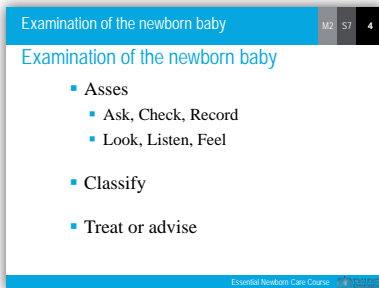 Examination of the newborn baby
M2 S7 4
Examination of the newborn baby
Asses
Ask, Check, Record
Look, Listen, Feel
Classify
Treat or advise
Essential Newborn Care Course